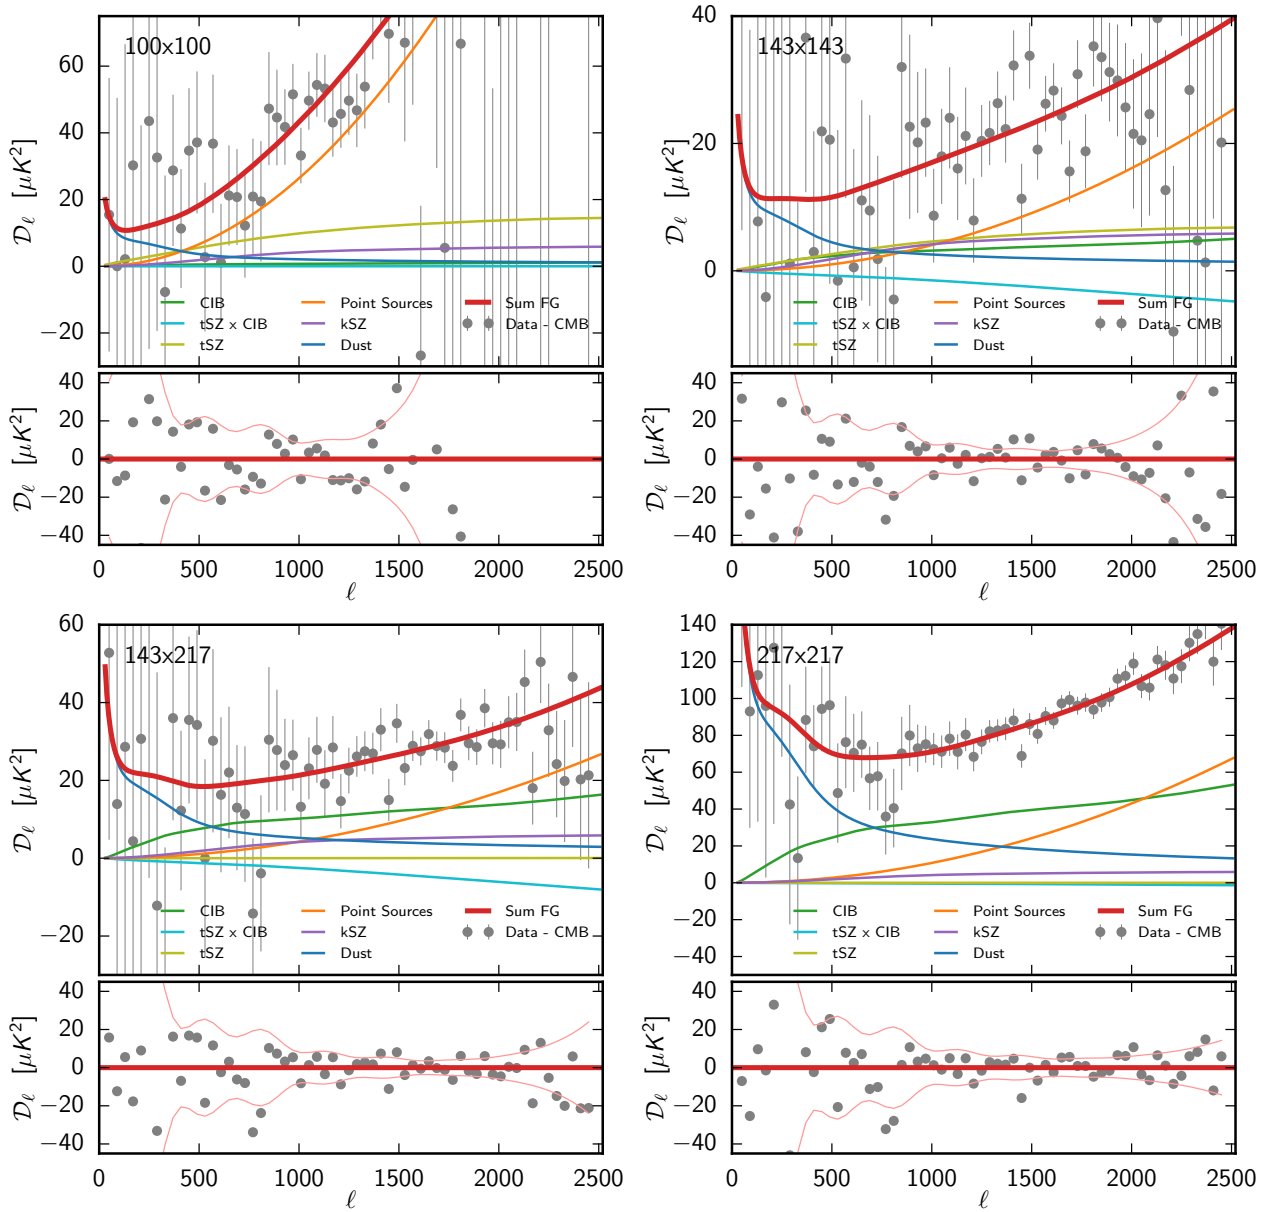 100x100
60
40
20
0
−20
𝒟ℓ [μK²]
CIB
tSZ x CIB
tSZ
Point Sources
kSZ
Dust
Sum FG
Data - CMB
40
20
0
−20
−40
𝒟ℓ [μK²]
0 500 1000 1500 2000 2500
ℓ
143x143
40
20
0
𝒟ℓ [μK²]
CIB
tSZ x CIB
tSZ
Point Sources
kSZ
Dust
Sum FG
Data - CMB
40
20
0
−20
−40
𝒟ℓ [μK²]
0 500 1000 1500 2000 2500
ℓ
143x217
60
40
20
0
−20
𝒟ℓ [μK²]
CIB
tSZ x CIB
tSZ
Point Sources
kSZ
Dust
Sum FG
Data - CMB
40
20
0
−20
−40
𝒟ℓ [μK²]
0 500 1000 1500 2000 2500
ℓ
217x217
140
120
100
80
60
40
20
0
−20
−40
𝒟ℓ [μK²]
CIB
tSZ x CIB
tSZ
Point Sources
kSZ
Dust
Sum FG
Data - CMB
40
20
0
−20
−40
𝒟ℓ [μK²]
0 500 1000 1500 2000 2500
ℓ